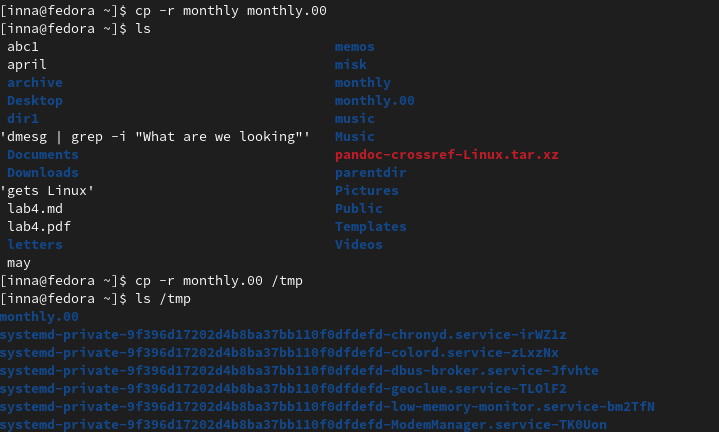 [inna@fedora ~]$ cp -r monthly monthly.00
[inna@fedora ~]$ ls
abc1 memos
april misk
archive monthly
Desktop monthly.00
dir1 music
'dmesg | grep -i "What are we looking"' Music
Documents pandoc-crossref-Linux.tar.xz
Downloads parentdir
'gets Linux' Pictures
lab4.md Public
lab4.pdf Templates
letters Videos
may
[inna@fedora ~]$ cp -r monthly.00 /tmp
[inna@fedora ~]$ ls /tmp
monthly.00
systemd-private-9f396d17202d4b8ba37bb110f0dfdefd-chronyd.service-irWZ1z
systemd-private-9f396d17202d4b8ba37bb110f0dfdefd-colord.service-zLxzNx
systemd-private-9f396d17202d4b8ba37bb110f0dfdefd-dbus-broker.service-Jfvhte
systemd-private-9f396d17202d4b8ba37bb110f0dfdefd-geoclue.service-TLOlF2
systemd-private-9f396d17202d4b8ba37bb110f0dfdefd-low-memory-monitor.service-bm2TfN
systemd-private-9f396d17202d4b8ba37bb110f0dfdefd-ModemManager.service-TK0Uon